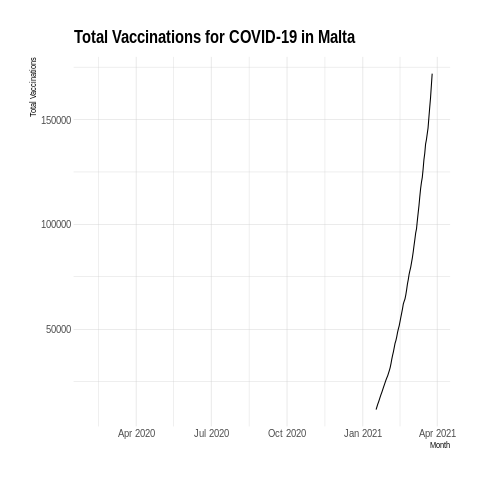 Total Vaccinations for COVID-19 in Malta
Total Vaccinations
150000
100000
50000
Apr 2020 Jul 2020 Oct 2020 Jan 2021 Apr 2021
Month